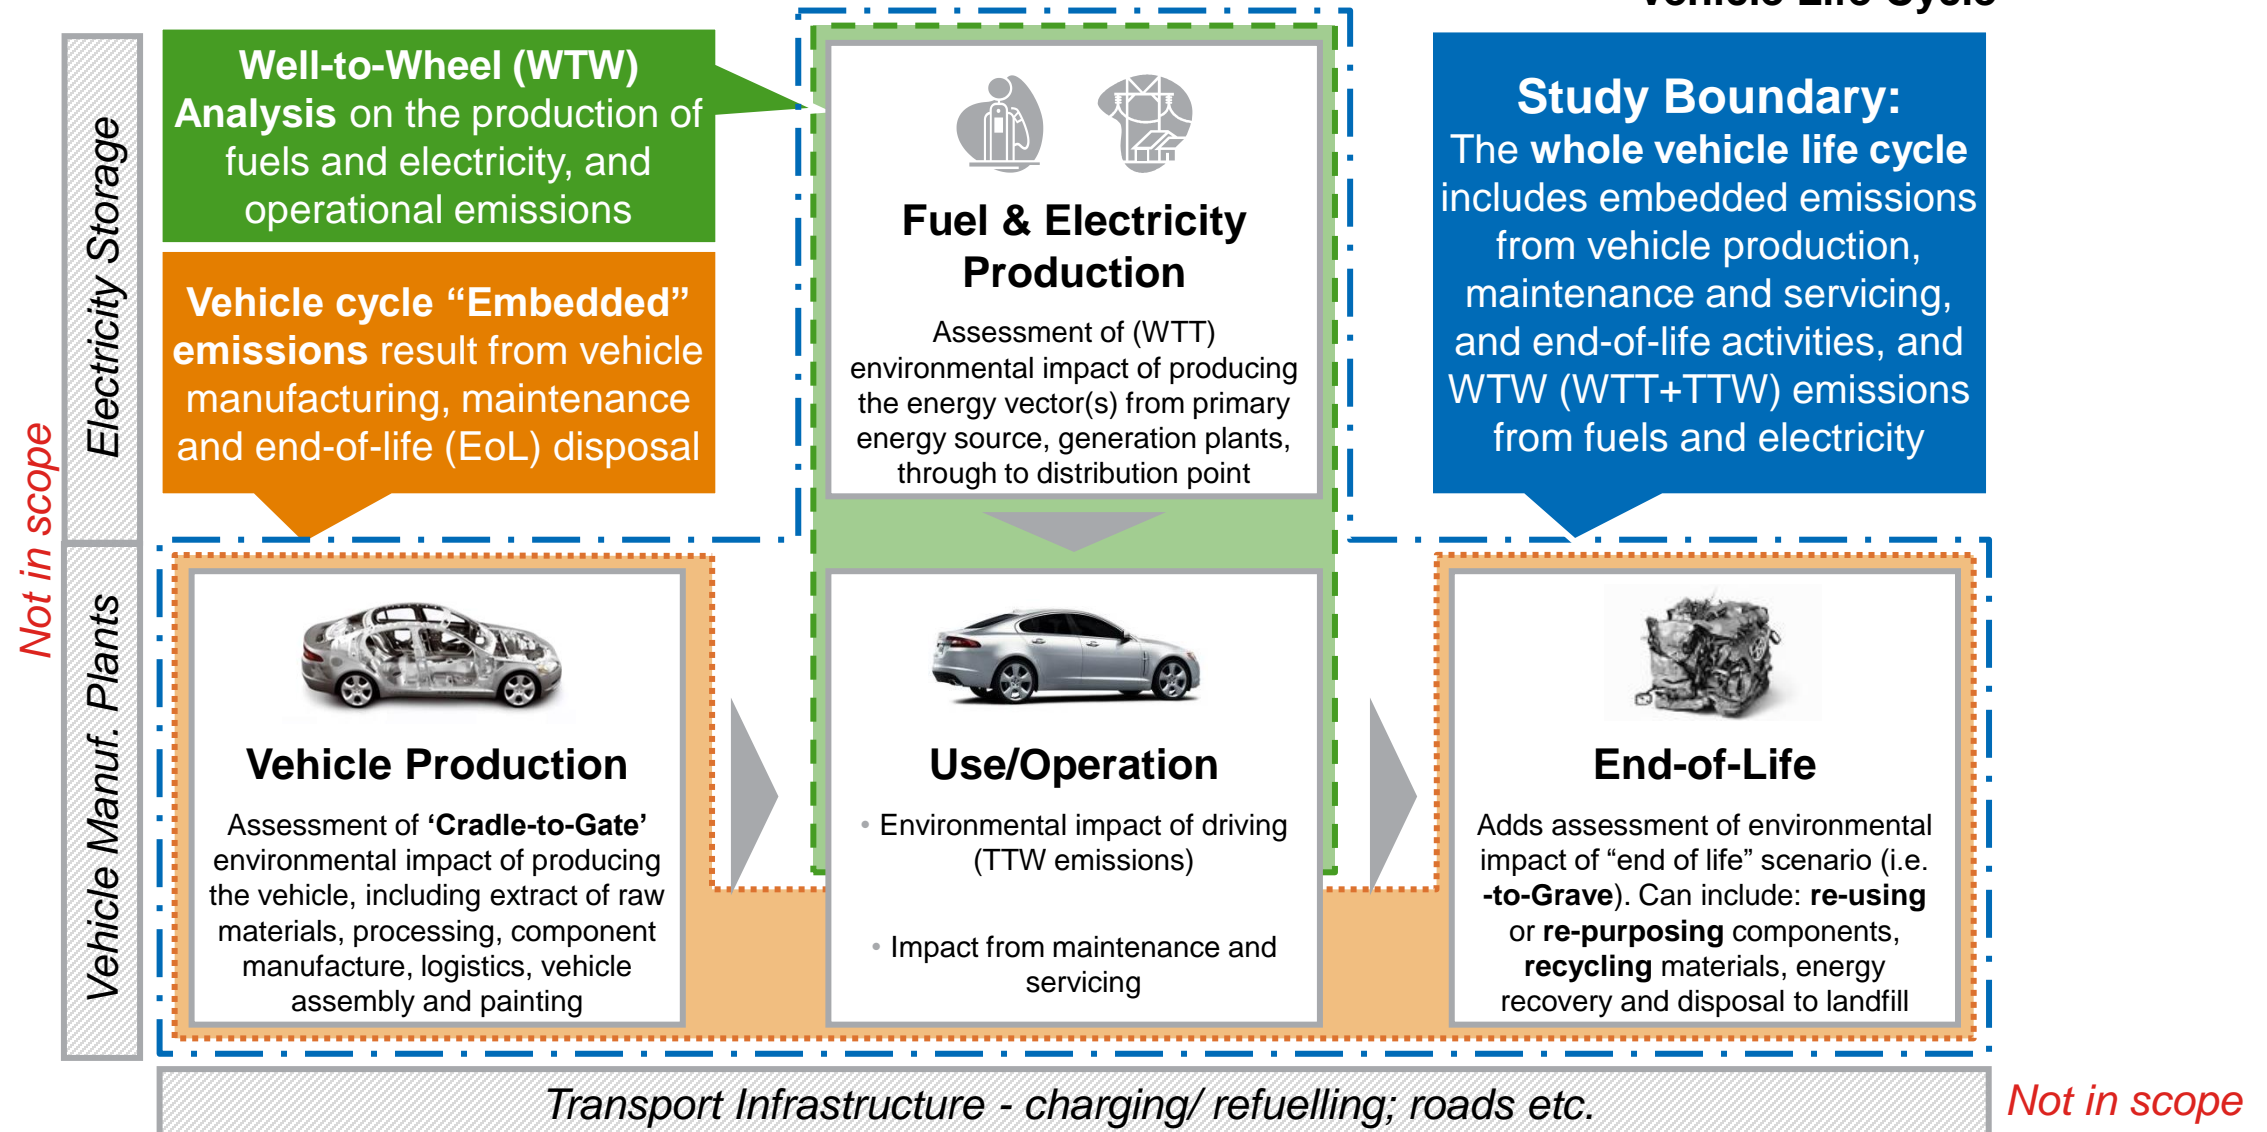 Vehicle Life Cycle
Well-to-Wheel (WTW)
Analysis on the production of
fuels and electricity, and
operational emissions
Vehicle cycle “Embedded”
emissions result from vehicle
manufacturing, maintenance
and end-of-life (EoL) disposal
Fuel & Electricity
Production
Assessment of (WTT)
environmental impact of producing
the energy vector(s) from primary
energy source, generation plants,
through to distribution point
Study Boundary:
The whole vehicle life cycle
includes embedded emissions
from vehicle production,
maintenance and servicing,
and end-of-life activities, and
WTW (WTT+TTW) emissions
from fuels and electricity
Not in scope
Electricity Storage
Vehicle Manuf. Plants
Vehicle Production
Assessment of ‘Cradle-to-Gate’
environmental impact of producing
the vehicle, including extract of raw
materials, processing, component
manufacture, logistics, vehicle
assembly and painting
Use/Operation
• Environmental impact of driving
(TTW emissions)
• Impact from maintenance and
servicing
End-of-Life
Adds assessment of environmental
impact of “end of life” scenario (i.e.
-to-Grave). Can include: re-using
or re-purposing components,
recycling materials, energy
recovery and disposal to landfill
Transport Infrastructure - charging/ refuelling; roads etc.
Not in scope